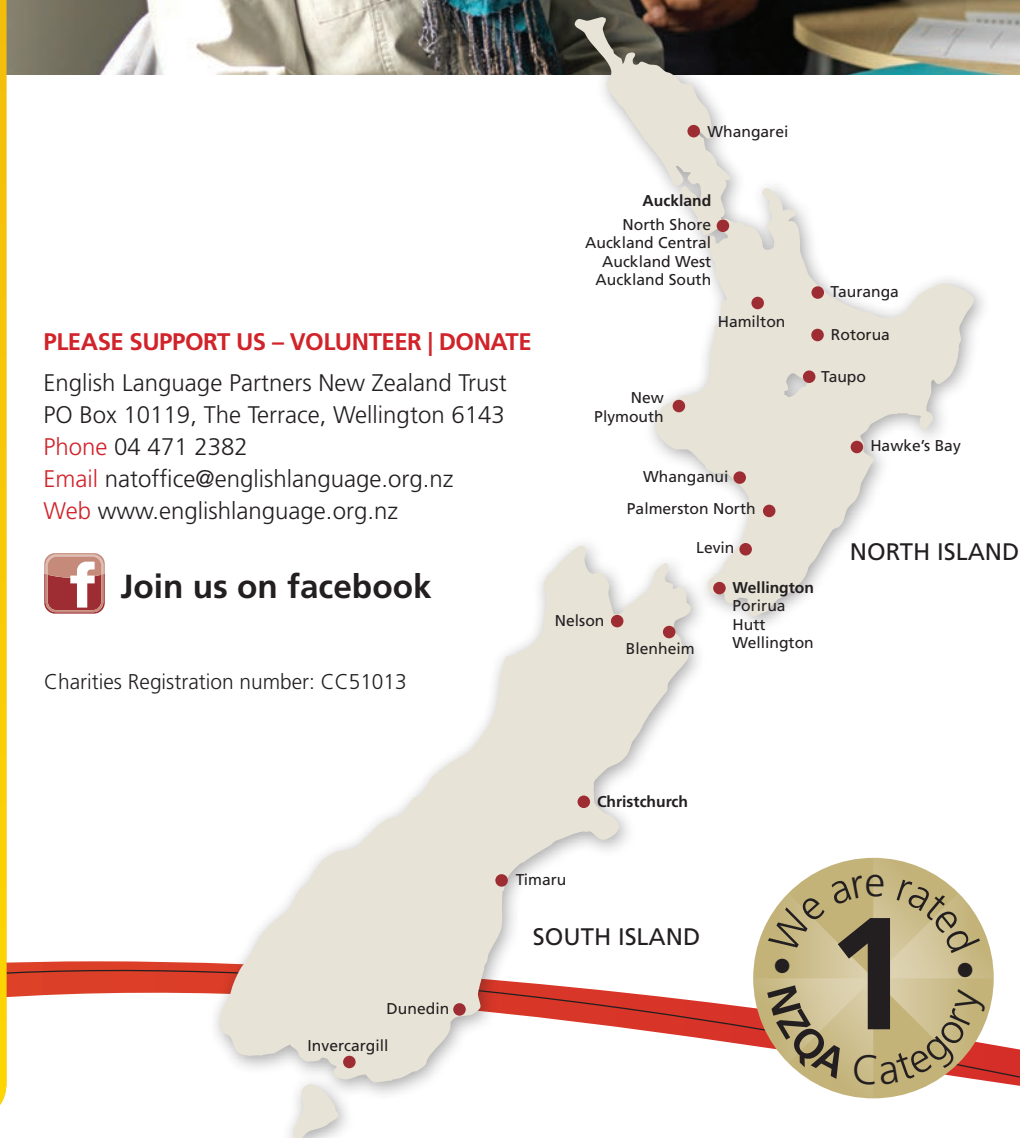 Whangarei
Auckland
North Shore
Auckland Central
Auckland West
Auckland South
Tauranga
Hamilton
Rotorua
Taupo
New
Plymouth
Hawke's Bay
Whanganui
Palmerston North
Levin
NORTH ISLAND
Wellington
Porirua
Hutt
Wellington
PLEASE SUPPORT US – VOLUNTEER | DONATE
English Language Partners New Zealand Trust
PO Box 10119, The Terrace, Wellington 6143
Phone 04 471 2382
Email natoffice@englishlanguage.org.nz
Web www.englishlanguage.org.nz
f Join us on facebook
Charities Registration number: CC51013
Nelson
Blenheim
Christchurch
Timaru
SOUTH ISLAND
Dunedin
Invercargill
• We are rated •
1
NZQA Category